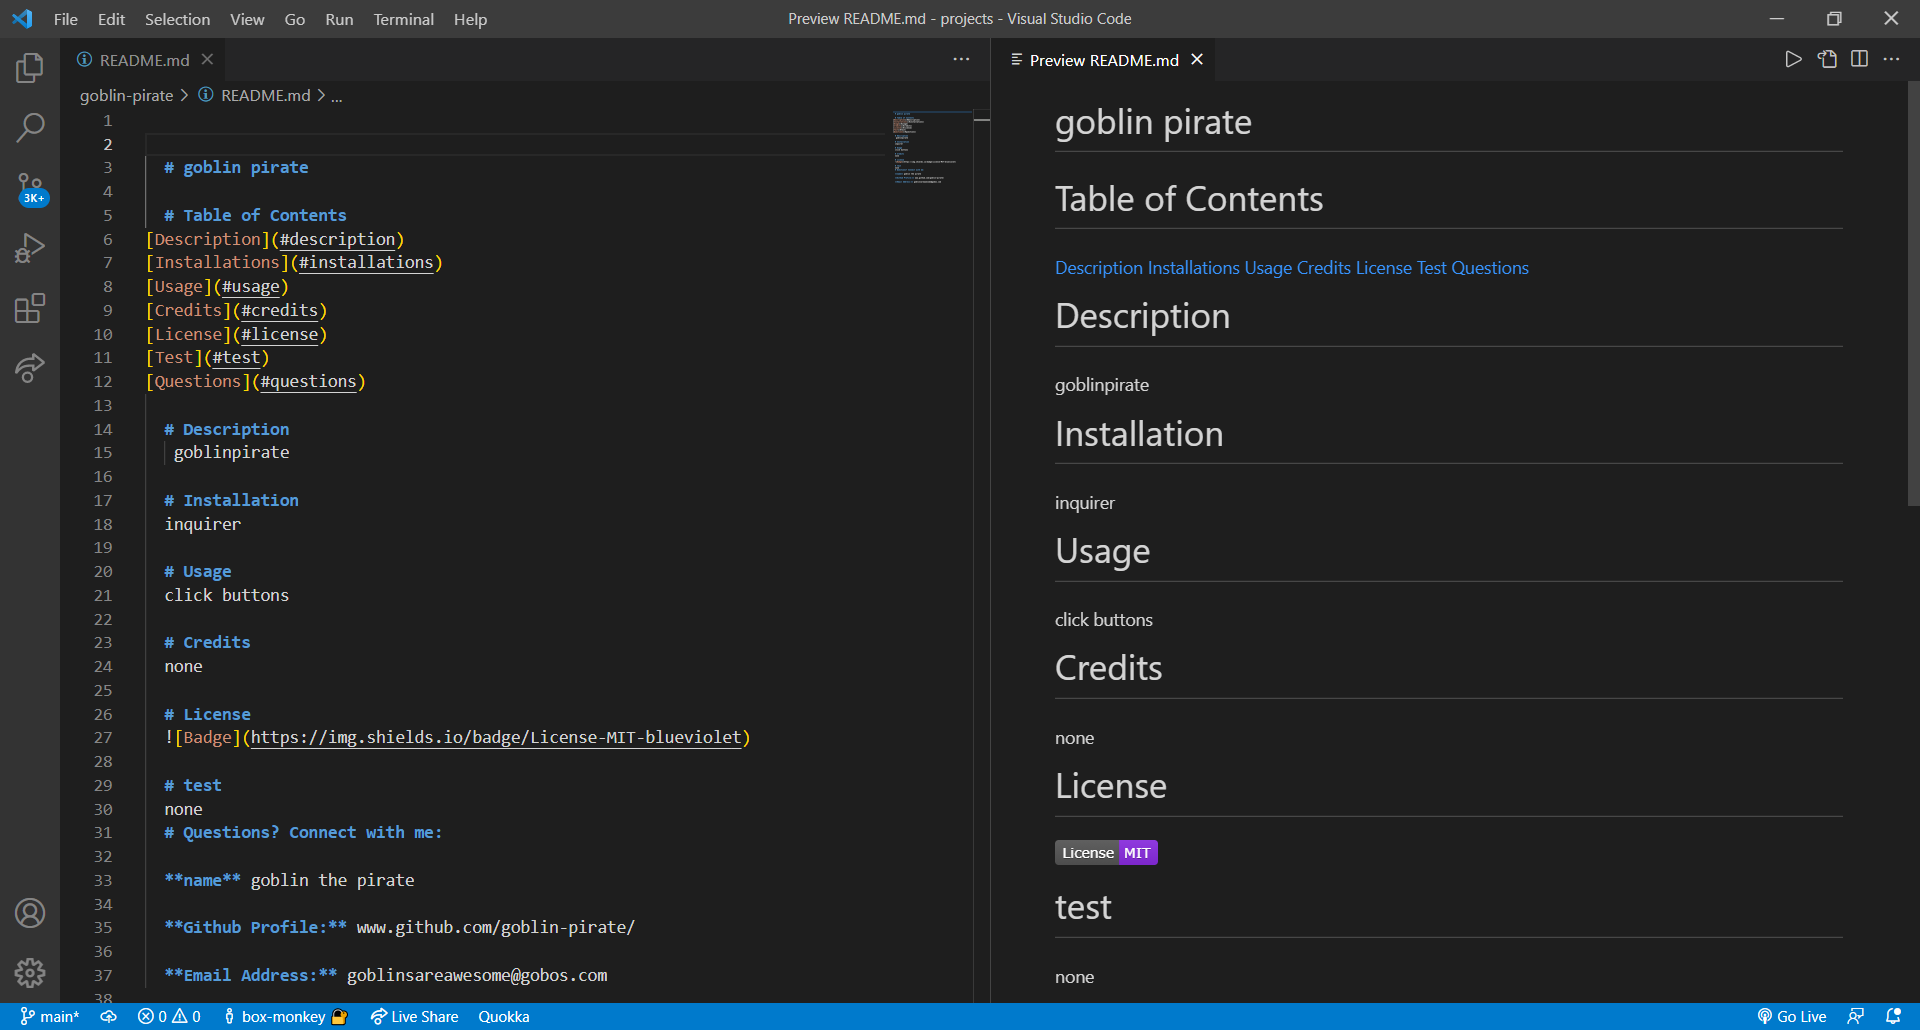 File Edit Selection View Go Run Terminal Help
Preview README.md - projects - Visual Studio Code
README.md
Preview README.md
goblin-pirate > README.md > ...
3K+
1
2
3 # goblin pirate
4
5 # Table of Contents
6 [Description](#description)
7 [Installations](#installations)
8 [Usage](#usage)
9 [Credits](#credits)
10 [License](#license)
11 [Test](#test)
12 [Questions](#questions)
13
14 # Description
15 goblinpirate
16
17 # Installation
18 inquirer
19
20 # Usage
21 click buttons
22
23 # Credits
24 none
25
26 # License
27 ![Badge](https://img.shields.io/badge/License-MIT-blueviolet)
28
29 # test
30 none
31 # Questions? Connect with me:
32
33 **name** goblin the pirate
34
35 **Github Profile:** www.github.com/goblin-pirate/
36
37 **Email Address:** goblinsareawesome@gobos.com
38
goblin pirate
Table of Contents
Description Installations Usage Credits License Test Questions
Description
goblinpirate
Installation
inquirer
Usage
click buttons
Credits
none
License
License MIT
test
none
main* 0 0 box-monkey Live Share Quokka
Go Live